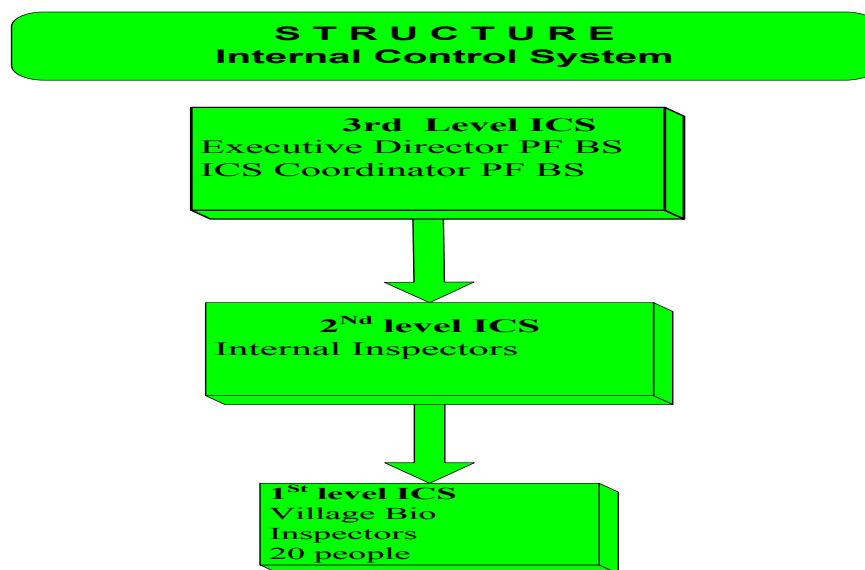 S T R U C T U R E
Internal Control System
3rd Level ICS
Executive Director PF BS
ICS Coordinator PF BS
2Nd level ICS
Internal Inspectors
1St level ICS
Village Bio
Inspectors
20 people